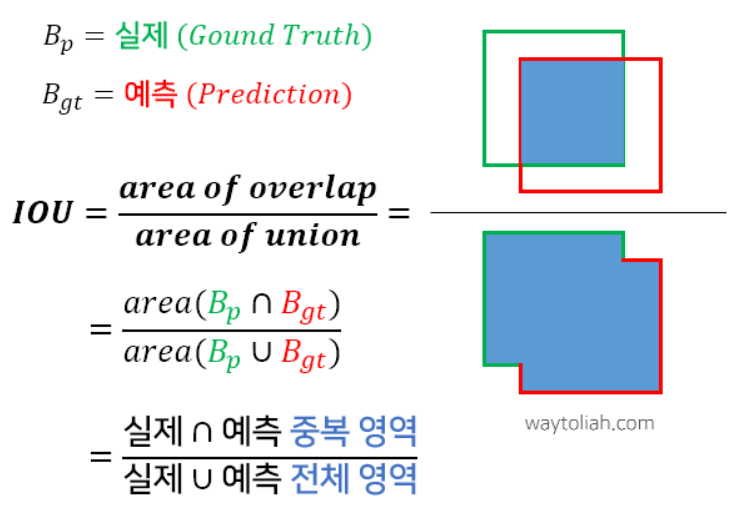 B_p = 실제 (Gound Truth)
B_gt = 예측 (Prediction)
IOU = area of overlap / area of union =
= area(B_p ∩ B_gt) / area(B_p ∪ B_gt)
= 실제 ∩ 예측 중복 영역 / 실제 ∪ 예측 전체 영역
waytoliah.com